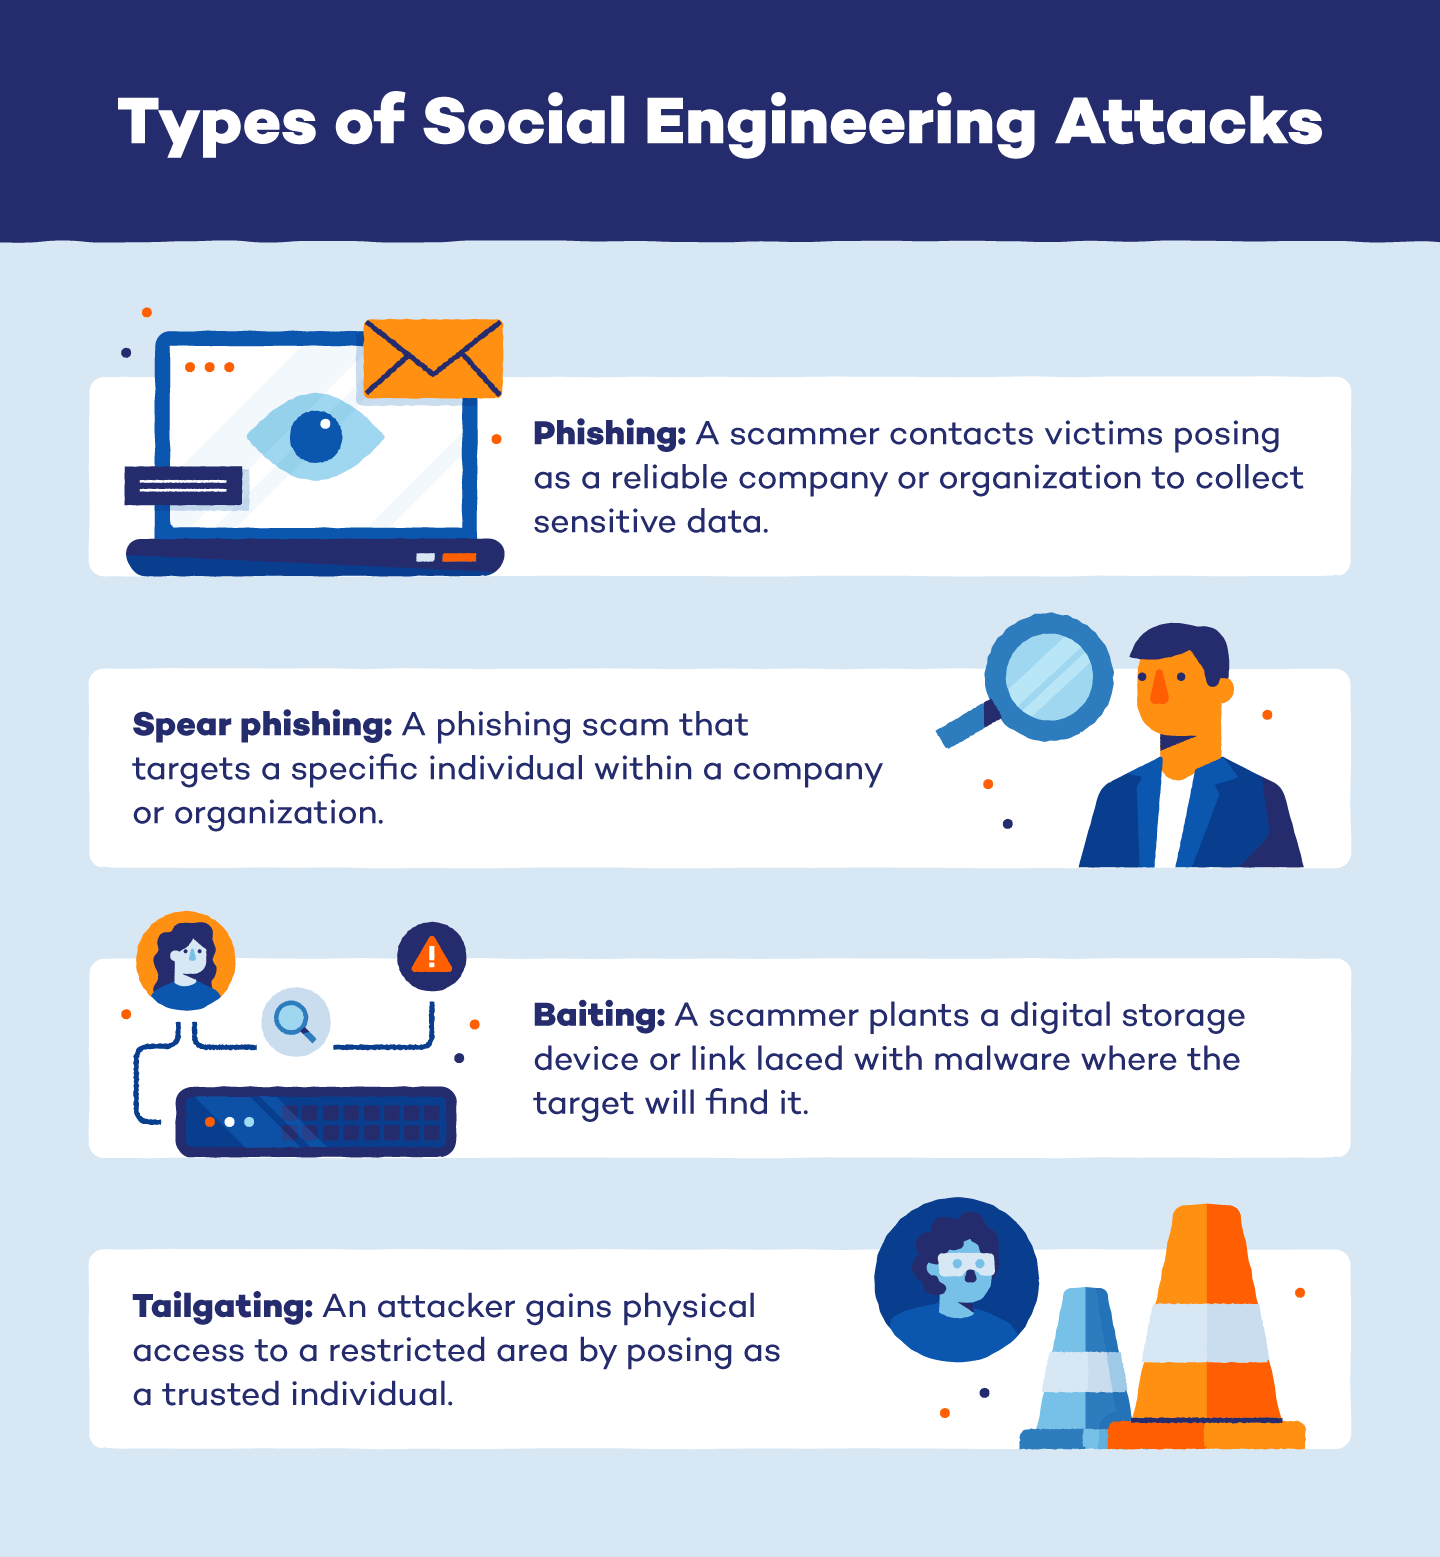 Types of Social Engineering Attacks
Phishing: A scammer contacts victims posing
as a reliable company or organization to collect
sensitive data.
Spear phishing: A phishing scam that
targets a specific individual within a company
or organization.
Baiting: A scammer plants a digital storage
device or link laced with malware where the
target will find it.
Tailgating: An attacker gains physical
access to a restricted area by posing as
a trusted individual.